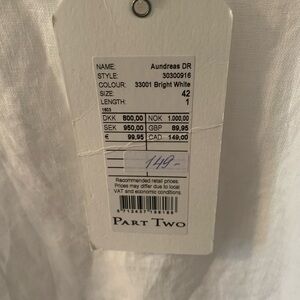 NAME: Aundreas DR
STYLE: 30300916
COLOUR: 33001 Bright White
SIZE: 42
LENGTH: 1
1603
DKK 800,00 NOK 1.000,00
SEK 950,00 GBP 89,95
€ 99,95 CAD 149,00
149-
Recommended retail prices.
Prices may differ due to local
VAT and economic conditions.
PART TWO